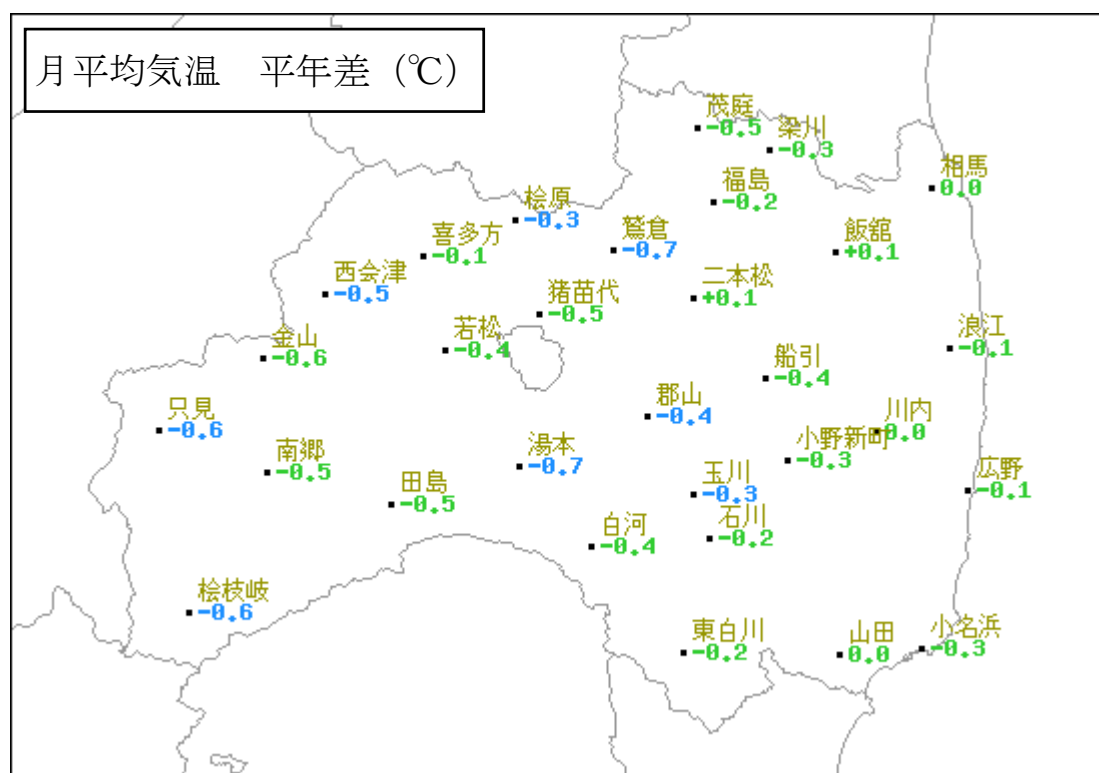 月平均気温　平年差（℃）
茂庭
-0.5
梁川
-0.3
相馬
0.0
福島
-0.2
桧原
-0.3
鷲倉
-0.7
飯舘
+0.1
喜多方
-0.1
西会津
-0.5
二本松
+0.1
猪苗代
-0.5
若松
-0.4
金山
-0.6
浪江
-0.1
船引
-0.4
郡山
-0.4
只見
-0.6
川内
0.0
小野新町
-0.3
南郷
-0.5
湯本
-0.7
広野
-0.1
田島
-0.5
玉川
-0.3
石川
-0.2
白河
-0.4
桧枝岐
-0.6
東白川
-0.2
山田
0.0
小名浜
-0.3